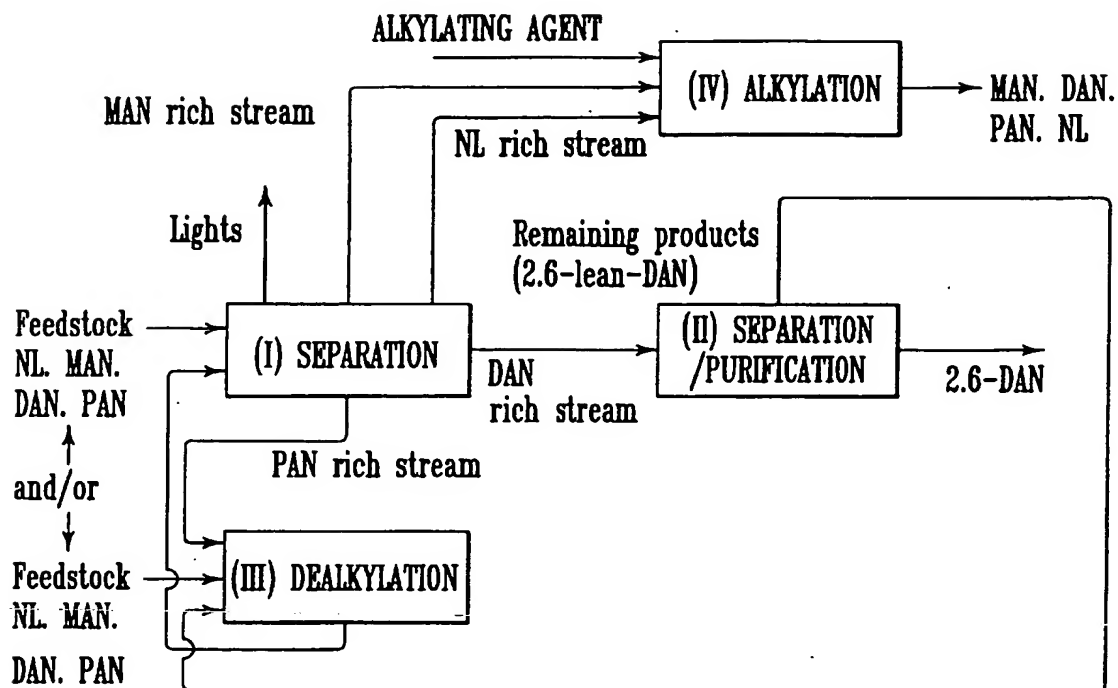 ALKYLATING AGENT
(IV) ALKYLATION
MAN. DAN.
PAN. NL
MAN rich stream
NL rich stream
Lights
Remaining products
(2.6-lean-DAN)
Feedstock
NL. MAN.
DAN. PAN
(I) SEPARATION
DAN
rich stream
(II) SEPARATION
/PURIFICATION
2.6-DAN
PAN rich stream
and/or
Feedstock
NL. MAN.
DAN. PAN
(III) DEALKYLATION